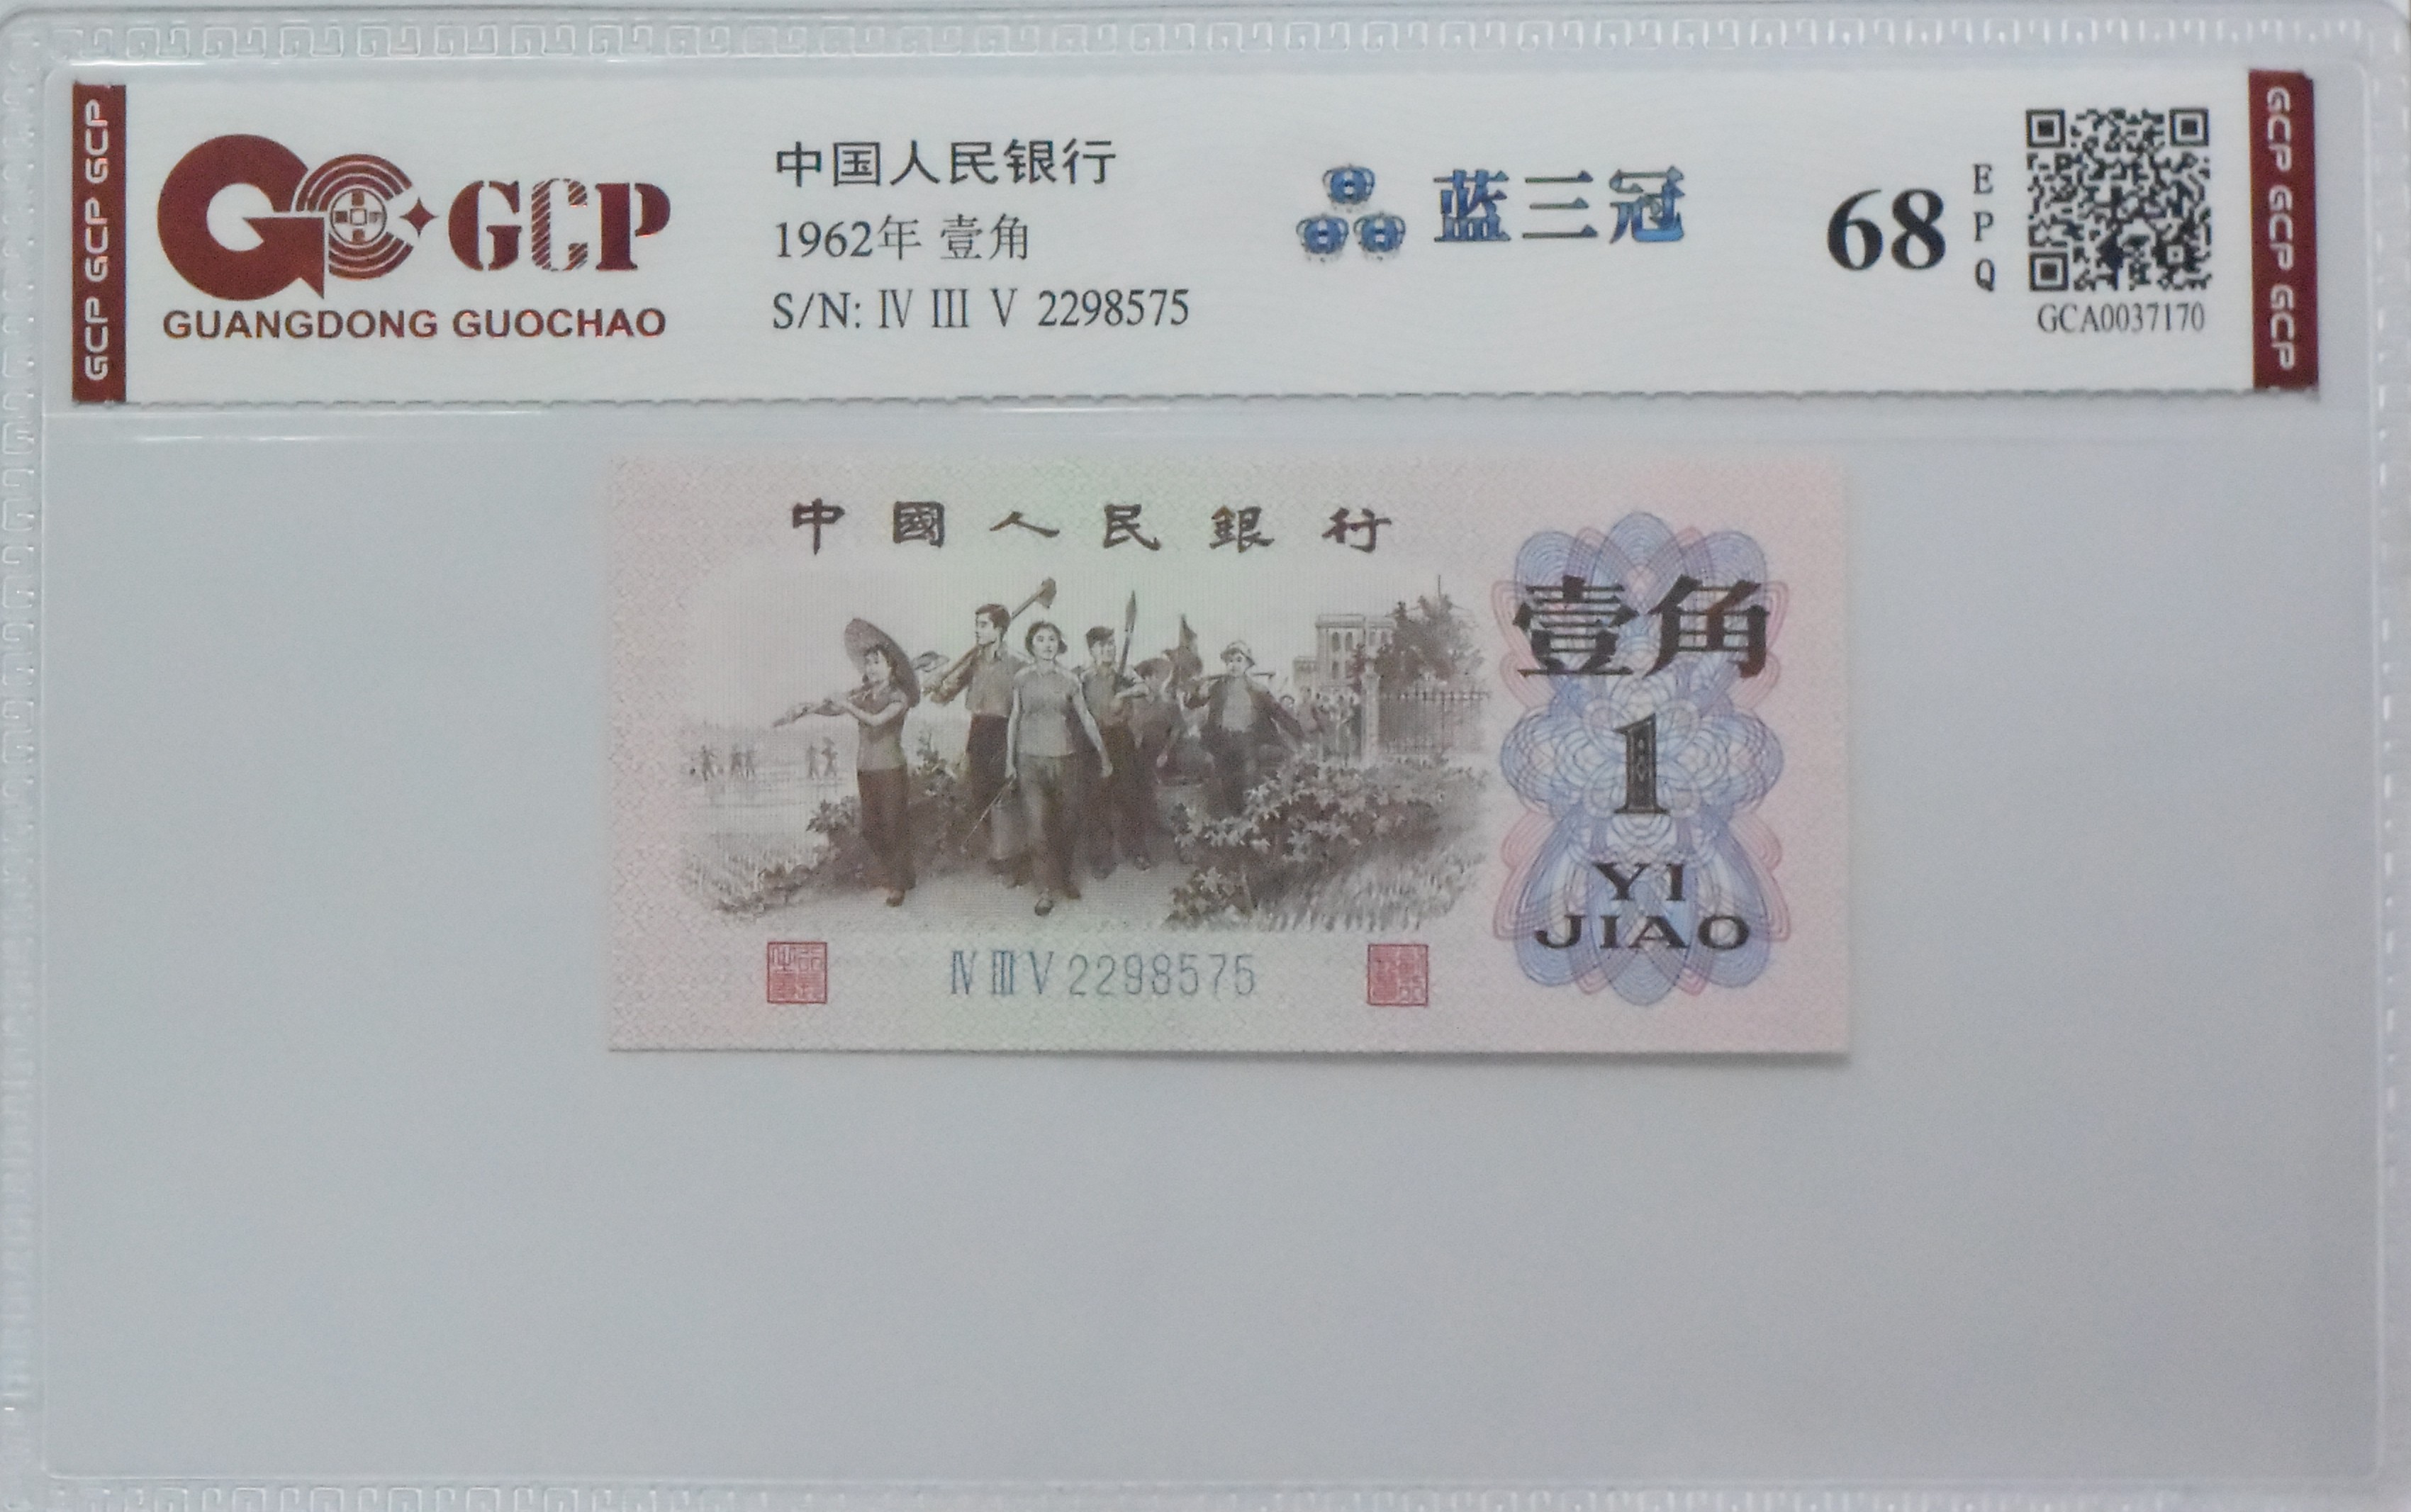 GCP GCP GCP
GCP
GUANGDONG GUOCHAO
中国人民银行
1962年 壹角
S/N: Ⅳ Ⅲ Ⅴ 2298575
蓝三冠
68
EPQ
GCA0037170
GCP GCP GCP
中國人民銀行
壹角
1
YI
JIAO
Ⅳ Ⅲ Ⅴ 2298575